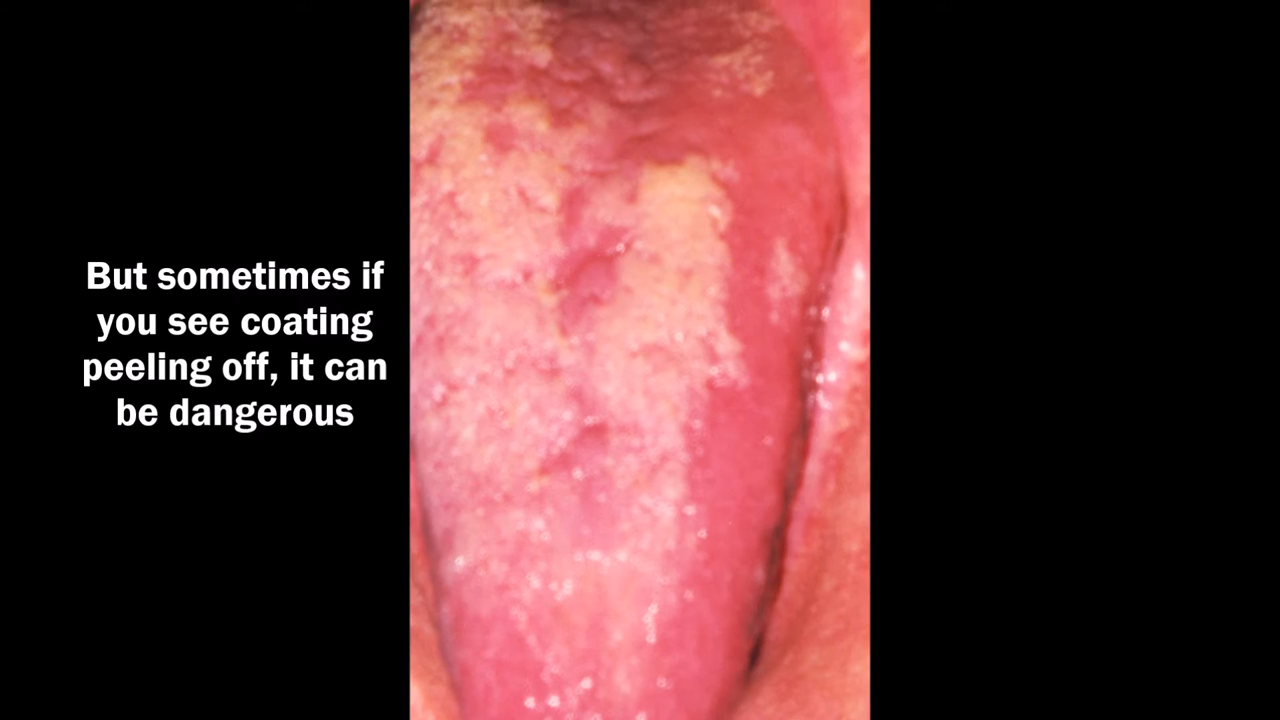 But sometimes if
you see coating
peeling off, it can
be dangerous